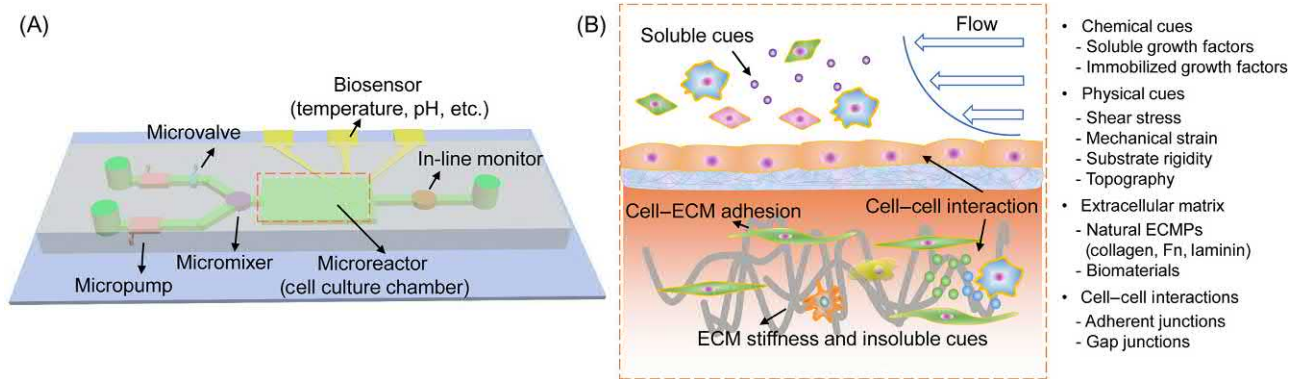 (A)
Biosensor
(temperature, pH, etc.)
Microvalve
In-line monitor
Micromixer
Micropump
Microreactor
(cell culture chamber)
(B)
Soluble cues
Flow
Cell–ECM adhesion
Cell–cell interaction
ECM stiffness and insoluble cues
• Chemical cues
- Soluble growth factors
- Immobilized growth factors
• Physical cues
- Shear stress
- Mechanical strain
- Substrate rigidity
- Topography
• Extracellular matrix
- Natural ECMPs
(collagen, Fn, laminin)
- Biomaterials
• Cell–cell interactions
- Adherent junctions
- Gap junctions